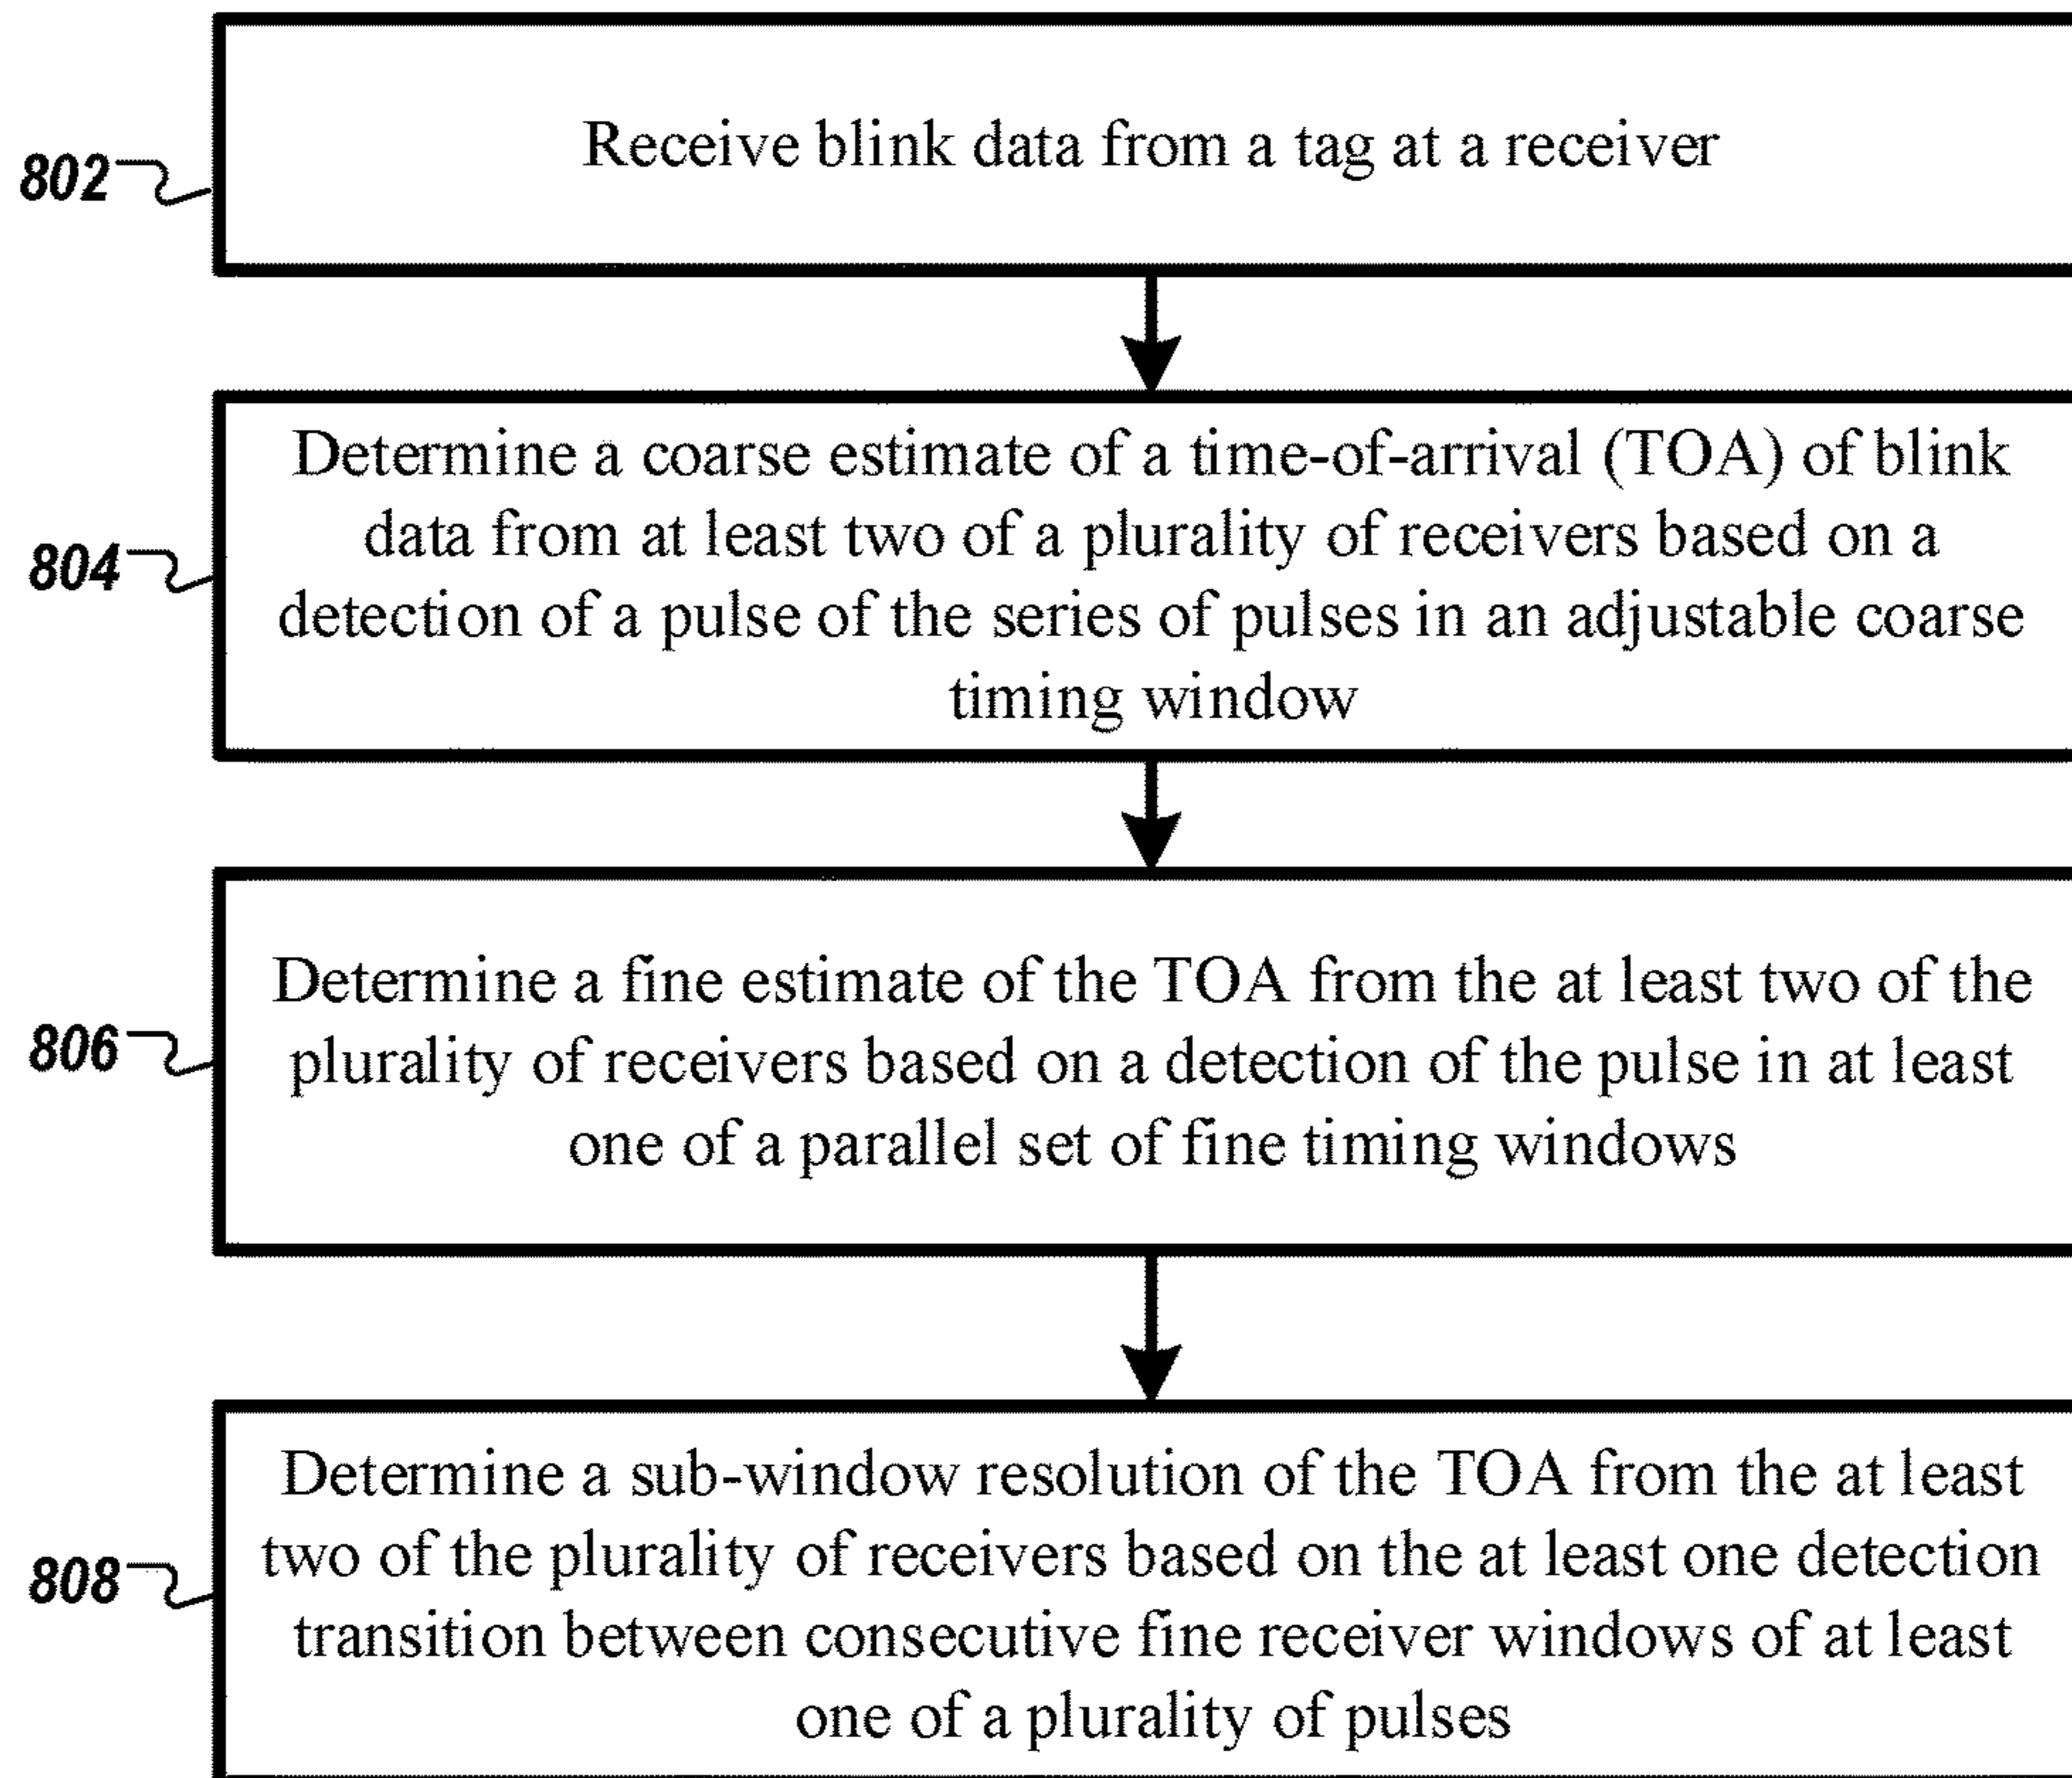 802
Receive blink data from a tag at a receiver
804
Determine a coarse estimate of a time-of-arrival (TOA) of blink
data from at least two of a plurality of receivers based on a
detection of a pulse of the series of pulses in an adjustable coarse
timing window
806
Determine a fine estimate of the TOA from the at least two of the
plurality of receivers based on a detection of the pulse in at least
one of a parallel set of fine timing windows
808
Determine a sub-window resolution of the TOA from the at least
two of the plurality of receivers based on the at least one detection
transition between consecutive fine receiver windows of at least
one of a plurality of pulses